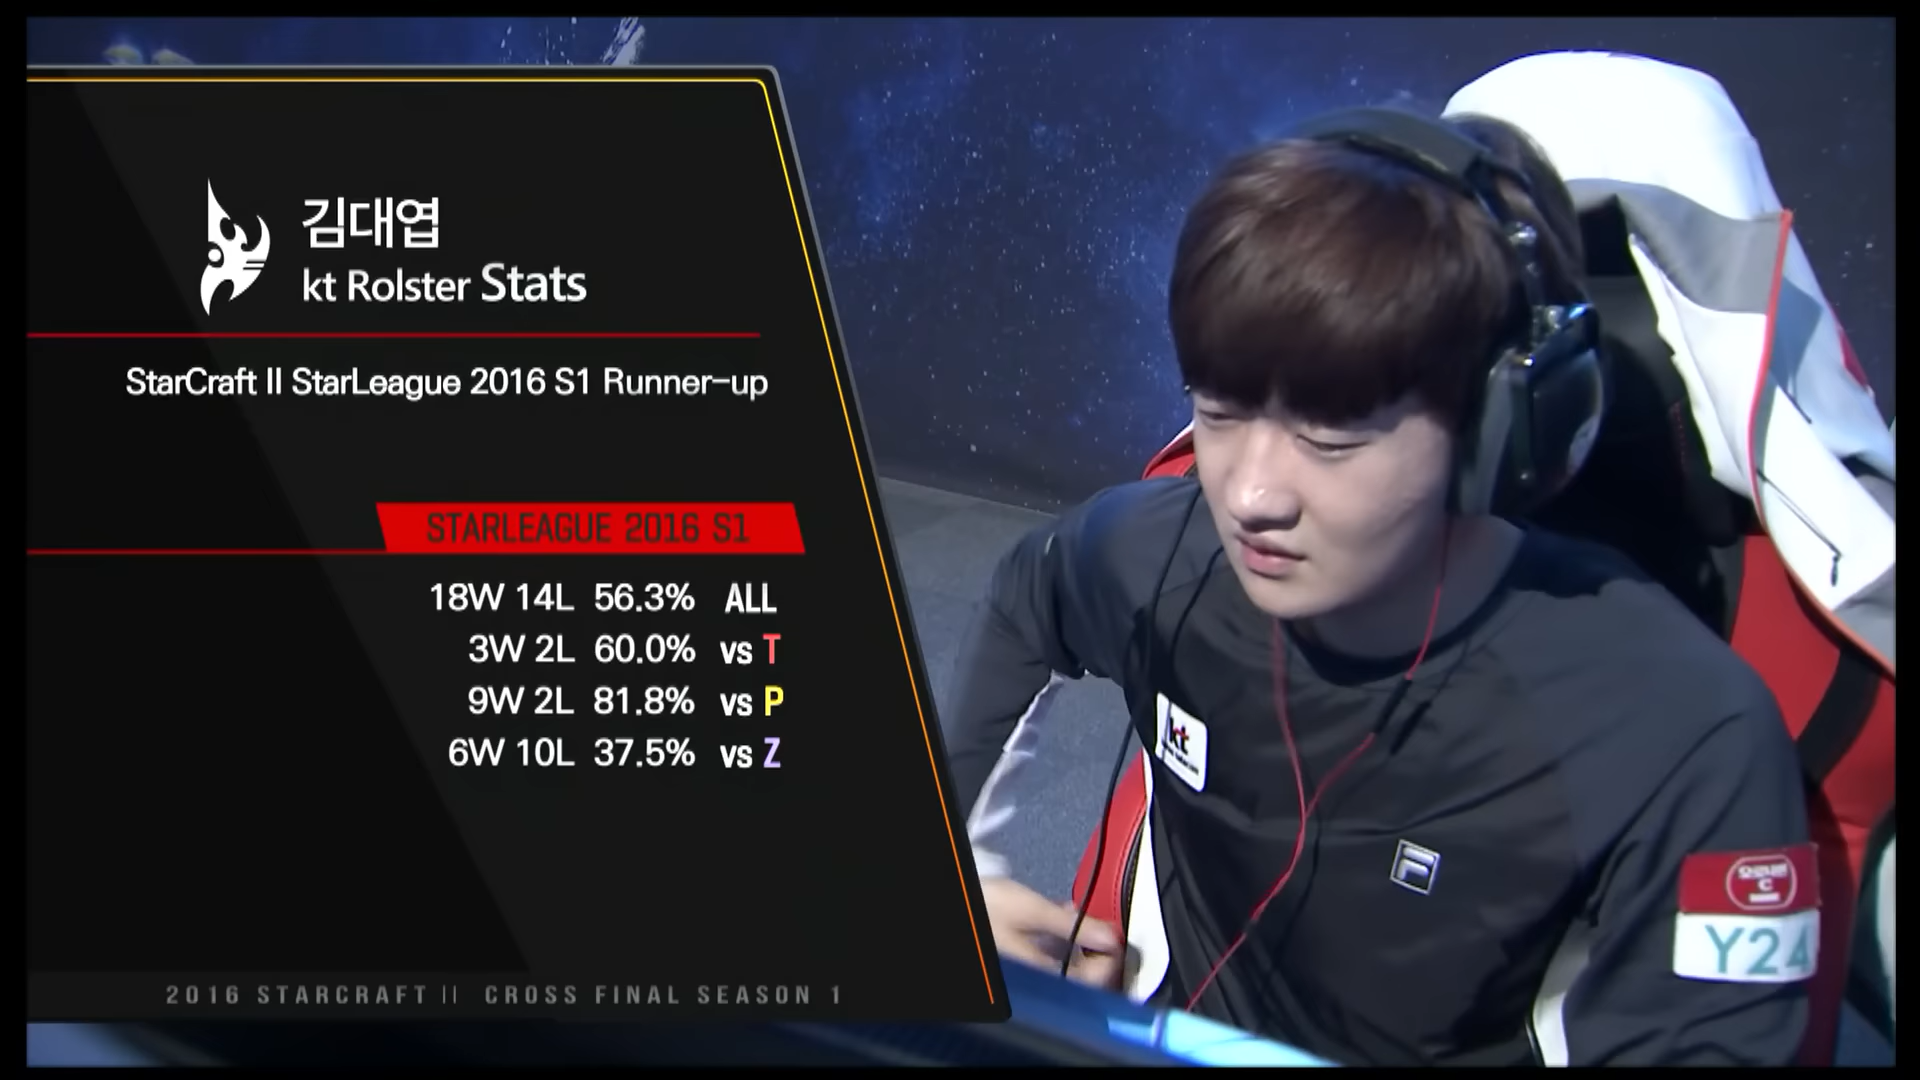 김대엽
kt Rolster Stats
StarCraft II StarLeague 2016 S1 Runner-up
STARLEAGUE 2016 S1
18W 14L 56.3% ALL
3W 2L 60.0% vs T
9W 2L 81.8% vs P
6W 10L 37.5% vs Z
2016 STARCRAFT II CROSS FINAL SEASON 1
kt
Y24